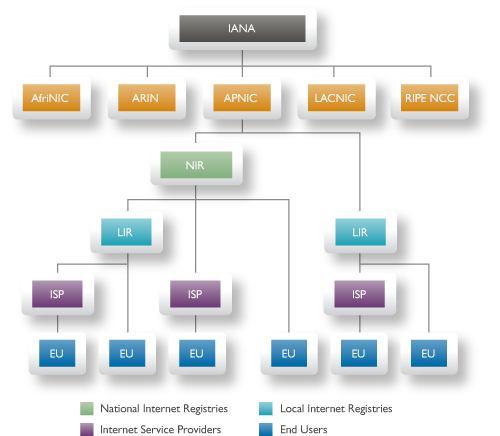 IANA
AfriNIC ARIN APNIC LACNIC RIPE NCC
NIR
LIR LIR
ISP ISP ISP
EU EU EU EU EU EU
National Internet Registries Local Internet Registries
Internet Service Providers End Users